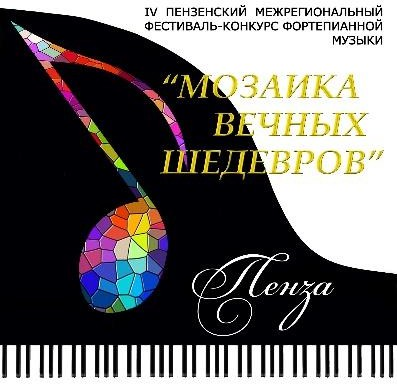 IV ПЕНЗЕНСКИЙ МЕЖРЕГИОНАЛЬНЫЙ
ФЕСТИВАЛЬ-КОНКУРС ФОРТЕПИАННОЙ
МУЗЫКИ
“МОЗАИКА
ВЕЧНЫХ
ШЕДЕВРОВ”
Пенза